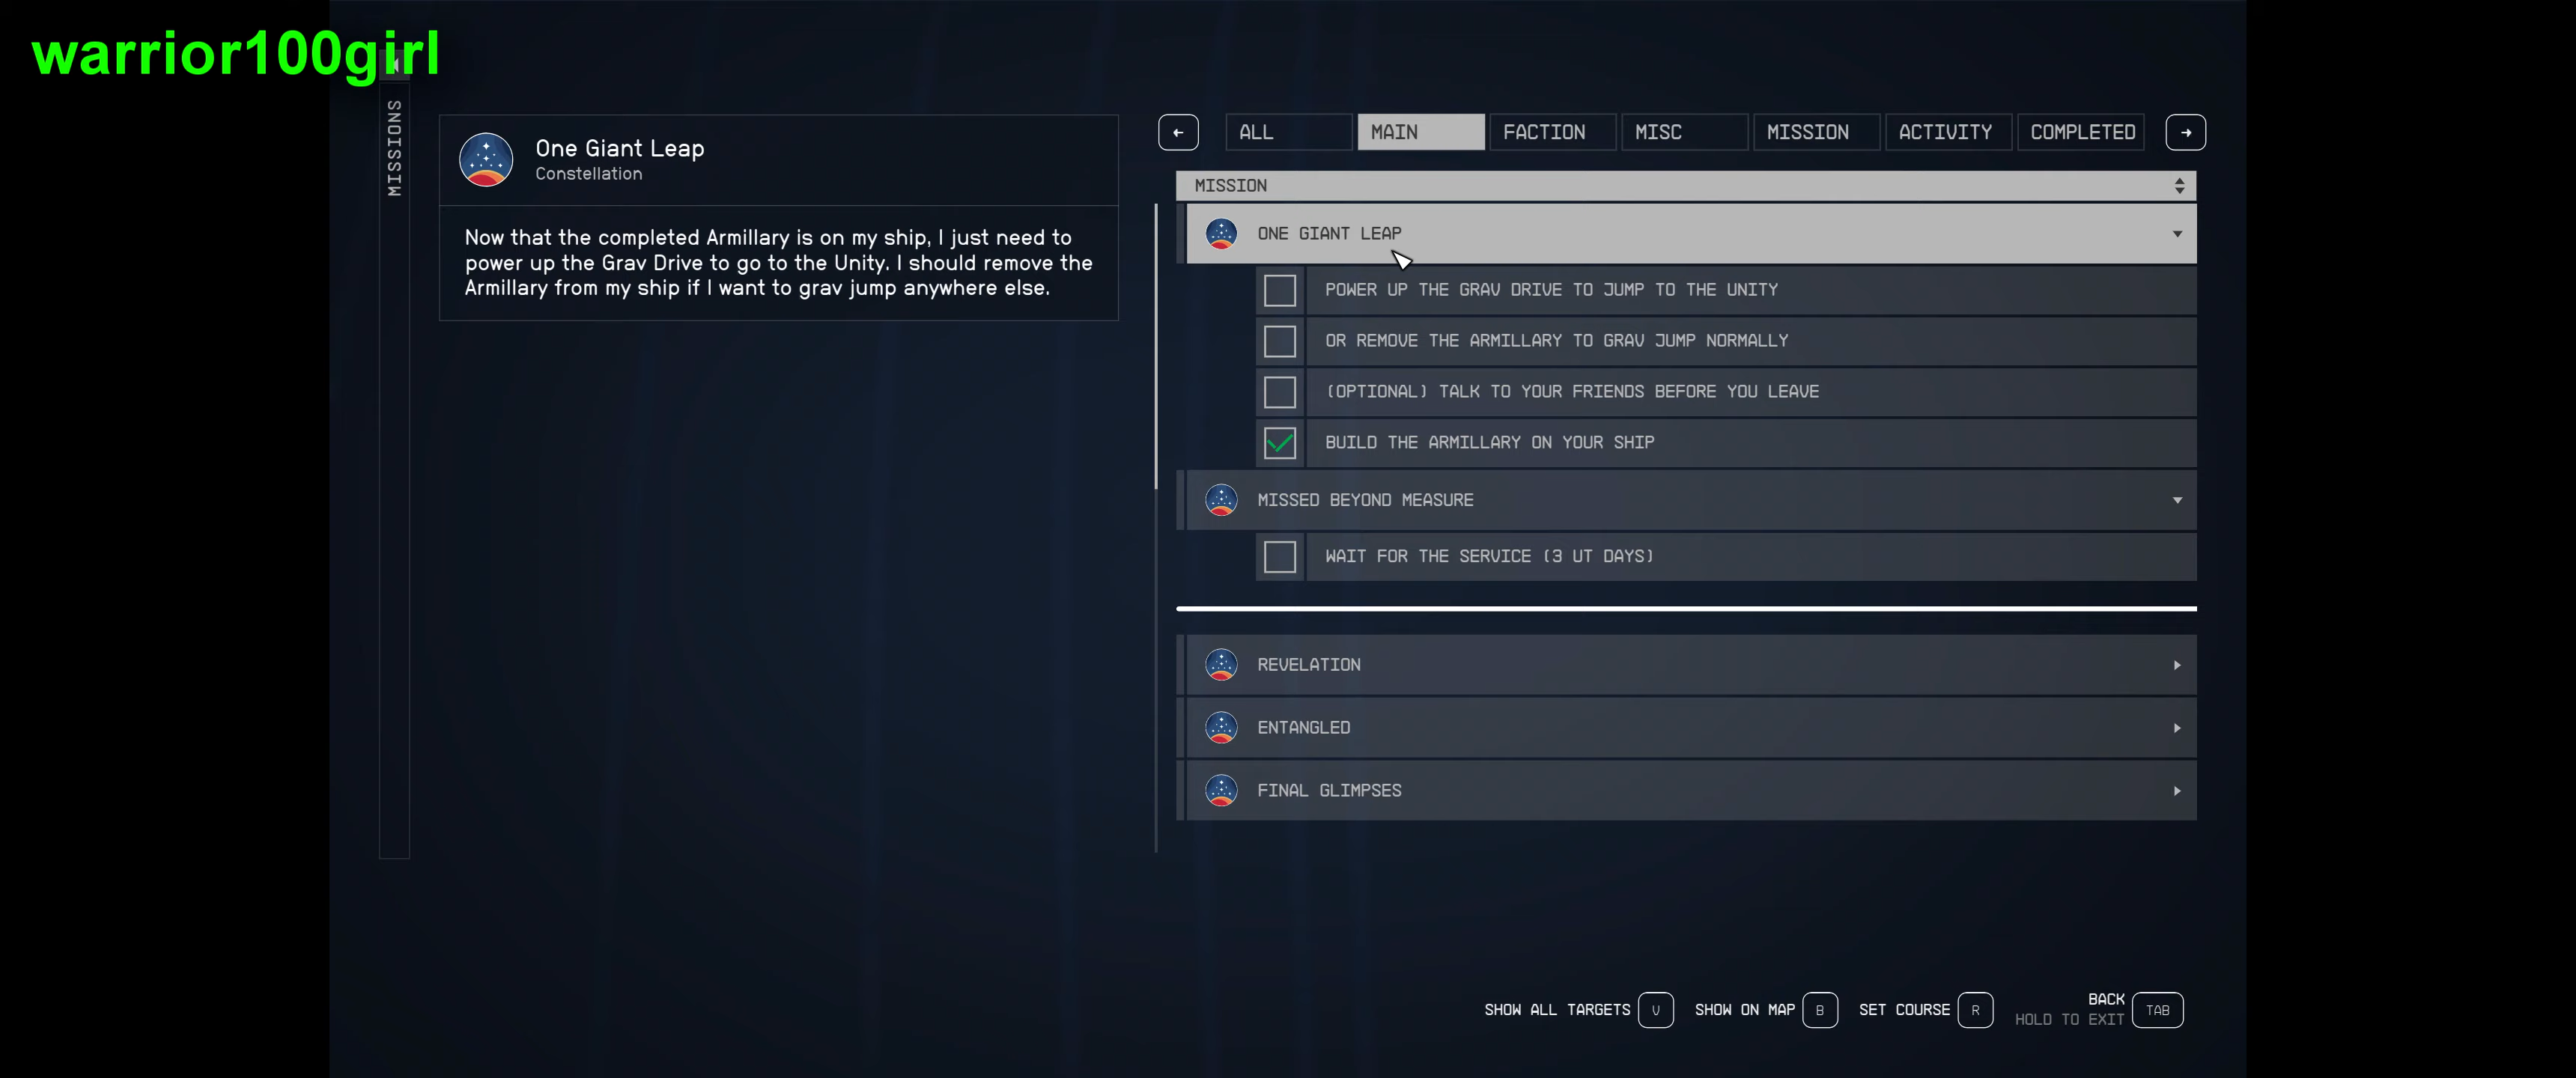 warrior100girl
MISSIONS
One Giant Leap
Constellation
Now that the completed Armillary is on my ship, I just need to
power up the Grav Drive to go to the Unity. I should remove the
Armillary from my ship if I want to grav jump anywhere else.
ALL MAIN FACTION MISC MISSION ACTIVITY COMPLETED
MISSION
ONE GIANT LEAP
POWER UP THE GRAV DRIVE TO JUMP TO THE UNITY
OR REMOVE THE ARMILLARY TO GRAV JUMP NORMALLY
(OPTIONAL) TALK TO YOUR FRIENDS BEFORE YOU LEAVE
BUILD THE ARMILLARY ON YOUR SHIP
MISSED BEYOND MEASURE
WAIT FOR THE SERVICE (3 UT DAYS)
REVELATION
ENTANGLED
FINAL GLIMPSES
SHOW ALL TARGETS V SHOW ON MAP B SET COURSE R BACK TAB
HOLD TO EXIT